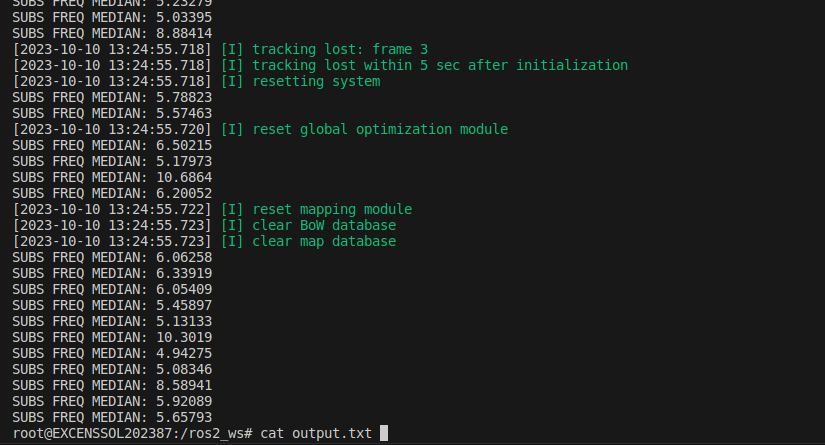 SUBS FREQ MEDIAN: 5.23279
SUBS FREQ MEDIAN: 5.03395
SUBS FREQ MEDIAN: 8.88414
[2023-10-10 13:24:55.718] [I] tracking lost: frame 3
[2023-10-10 13:24:55.718] [I] tracking lost within 5 sec after initialization
[2023-10-10 13:24:55.718] [I] resetting system
SUBS FREQ MEDIAN: 5.78823
SUBS FREQ MEDIAN: 5.57463
[2023-10-10 13:24:55.720] [I] reset global optimization module
SUBS FREQ MEDIAN: 6.50215
SUBS FREQ MEDIAN: 5.17973
SUBS FREQ MEDIAN: 10.6864
SUBS FREQ MEDIAN: 6.20052
[2023-10-10 13:24:55.722] [I] reset mapping module
[2023-10-10 13:24:55.723] [I] clear BoW database
[2023-10-10 13:24:55.723] [I] clear map database
SUBS FREQ MEDIAN: 6.06258
SUBS FREQ MEDIAN: 6.33919
SUBS FREQ MEDIAN: 6.05409
SUBS FREQ MEDIAN: 5.45897
SUBS FREQ MEDIAN: 5.13133
SUBS FREQ MEDIAN: 10.3019
SUBS FREQ MEDIAN: 4.94275
SUBS FREQ MEDIAN: 5.08346
SUBS FREQ MEDIAN: 8.58941
SUBS FREQ MEDIAN: 5.92089
SUBS FREQ MEDIAN: 5.65793
root@EXCENSSOL202387:/ros2_ws# cat output.txt